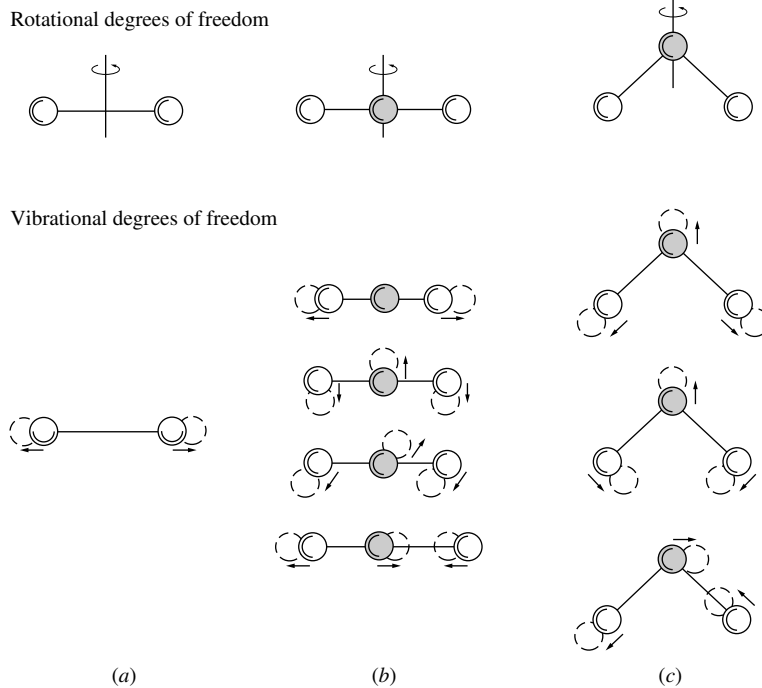 Rotational degrees of freedom
Vibrational degrees of freedom
(a) (b) (c)